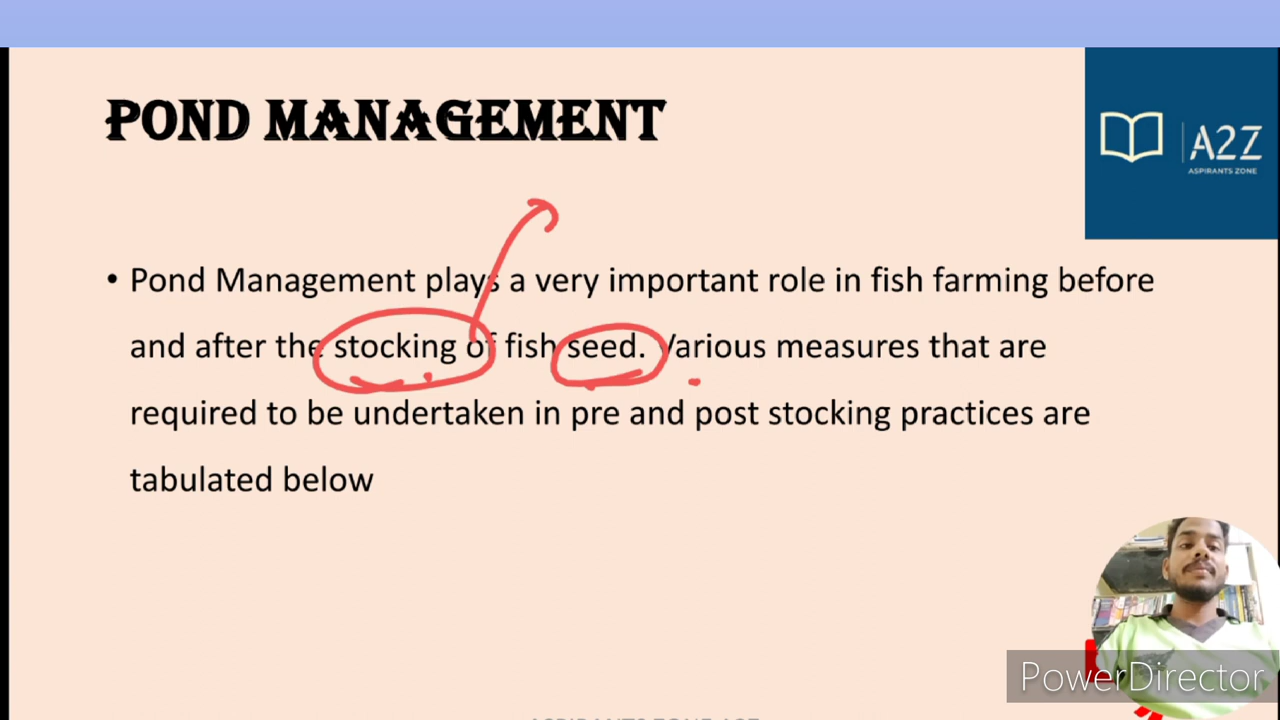 POND MANAGEMENT
A2Z
ASPIRANTS ZONE
• Pond Management plays a very important role in fish farming before
and after the stocking of fish seed. Various measures that are
required to be undertaken in pre and post stocking practices are
tabulated below
PowerDirector